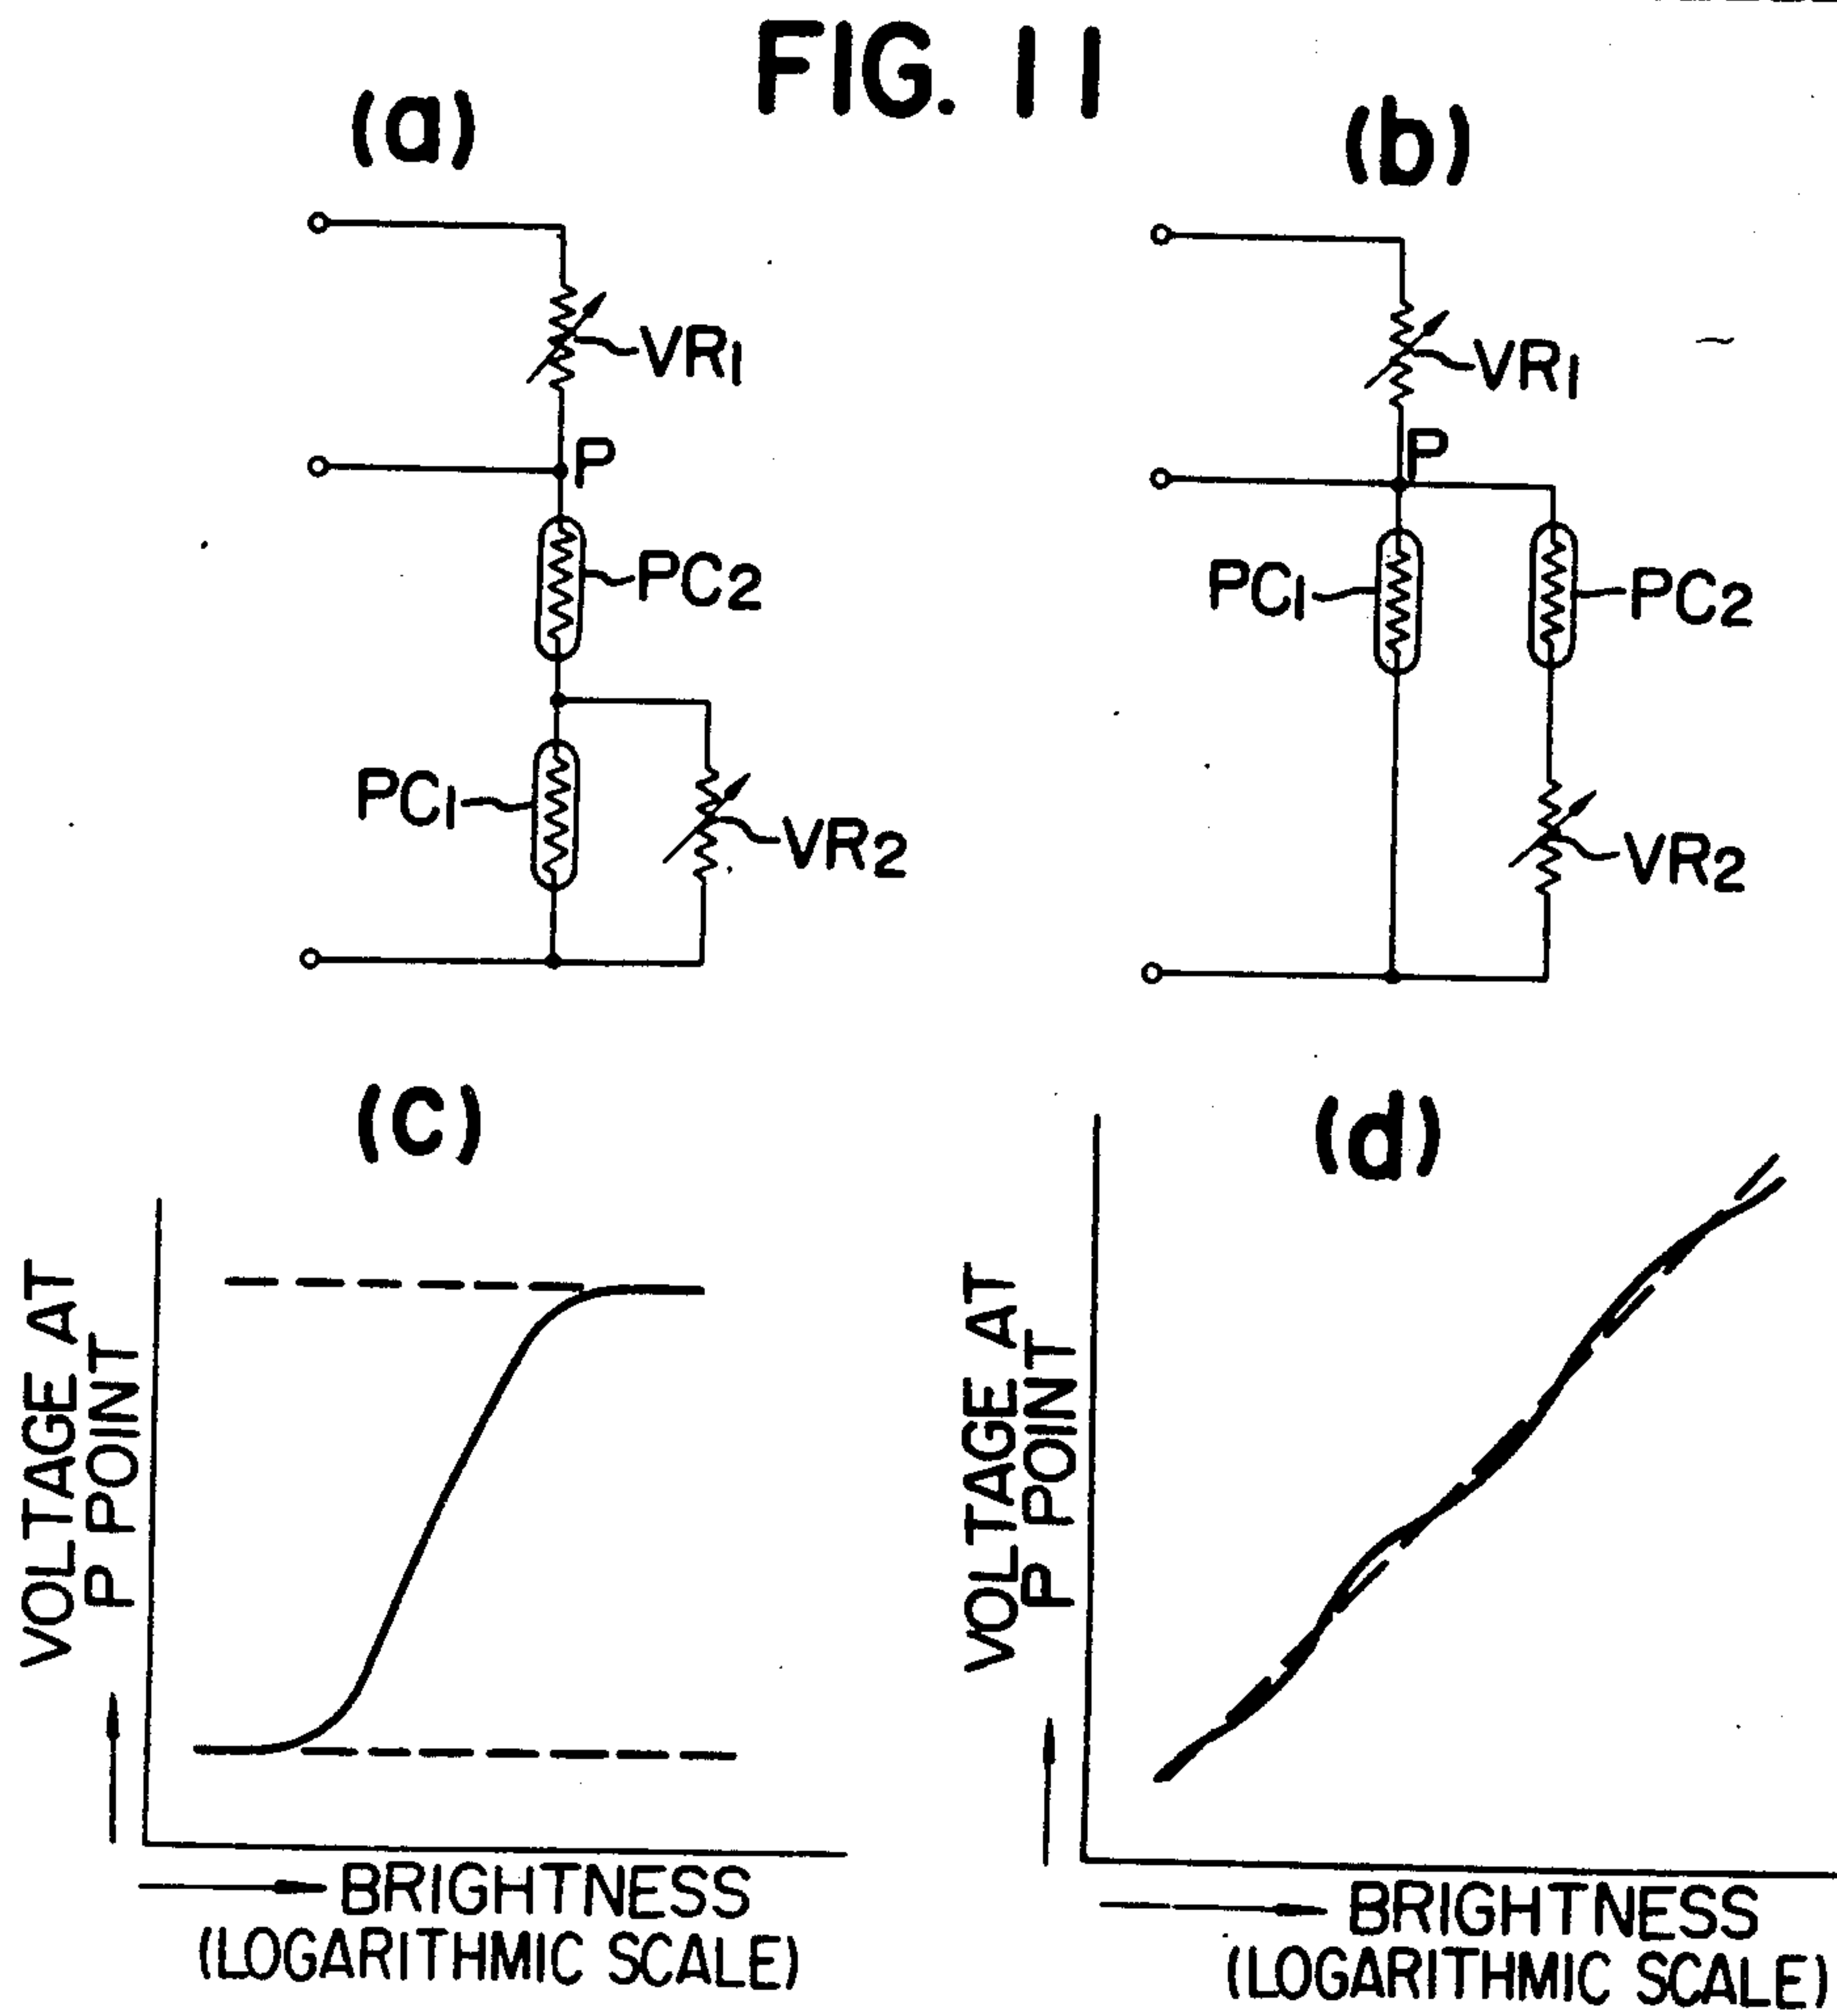 FIG. 11
(a)
VR1
P
PC2
PC1
VR2
(b)
VR1
P
PC1
PC2
VR2
(c)
VOLTAGE AT
P POINT
BRIGHTNESS
(LOGARITHMIC SCALE)
(d)
VOLTAGE AT
P POINT
BRIGHTNESS
(LOGARITHMIC SCALE)